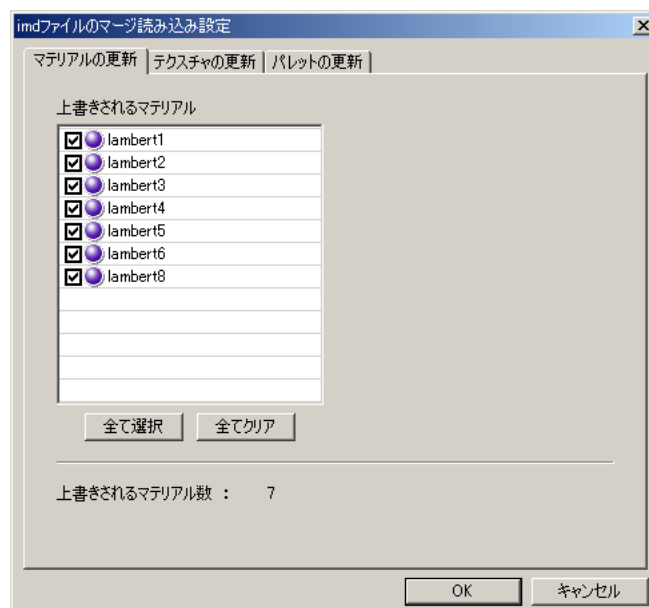 imdファイルのマージ読み込み設定
マテリアルの更新 テクスチャの更新 パレットの更新
上書きされるマテリアル
lambert1
lambert2
lambert3
lambert4
lambert5
lambert6
lambert8
全て選択 全てクリア
上書きされるマテリアル数 : 7
OK キャンセル